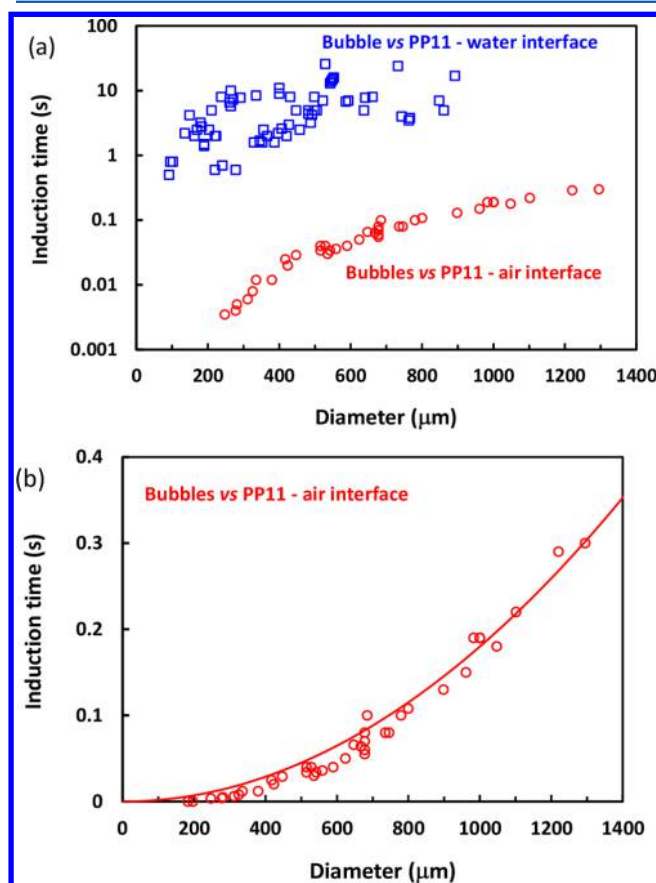 (a)
100
Bubble vs PP11 - water interface
10
1
0.1
Bubbles vs PP11 - air interface
0.01
0.001
Induction time (s)
0 200 400 600 800 1000 1200 1400
Diameter (μm)
(b)
0.4
Bubbles vs PP11 - air interface
0.3
0.2
0.1
0
Induction time (s)
0 200 400 600 800 1000 1200 1400
Diameter (μm)